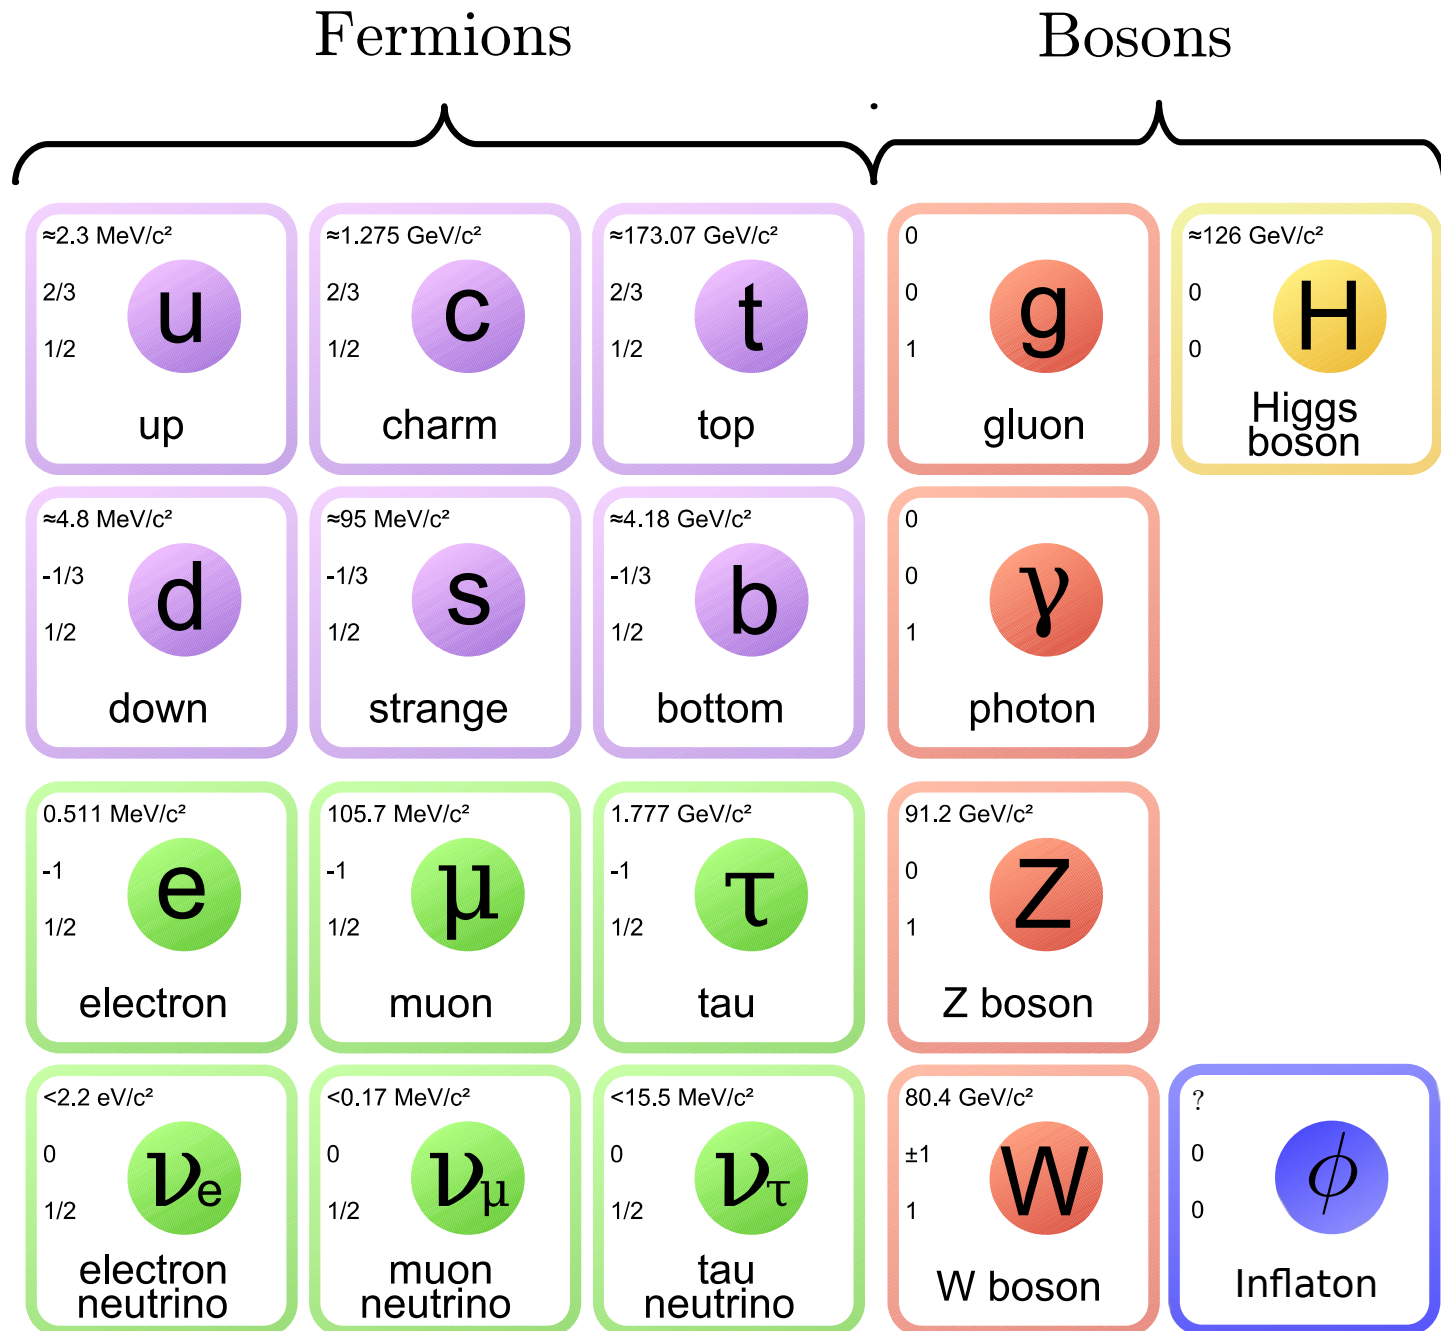 Fermions
Bosons
≈2.3 MeV/c²
2/3
1/2
u
up
≈1.275 GeV/c²
2/3
1/2
c
charm
≈173.07 GeV/c²
2/3
1/2
t
top
0
0
1
g
gluon
≈126 GeV/c²
0
0
H
Higgs
boson
≈4.8 MeV/c²
-1/3
1/2
d
down
≈95 MeV/c²
-1/3
1/2
s
strange
≈4.18 GeV/c²
-1/3
1/2
b
bottom
0
0
1
γ
photon
0.511 MeV/c²
-1
1/2
e
electron
105.7 MeV/c²
-1
1/2
μ
muon
1.777 GeV/c²
-1
1/2
τ
tau
91.2 GeV/c²
0
1
Z
Z boson
<2.2 eV/c²
0
1/2
νe
electron
neutrino
<0.17 MeV/c²
0
1/2
νμ
muon
neutrino
<15.5 MeV/c²
0
1/2
ντ
tau
neutrino
80.4 GeV/c²
±1
1
W
W boson
?
0
0
ϕ
Inflaton